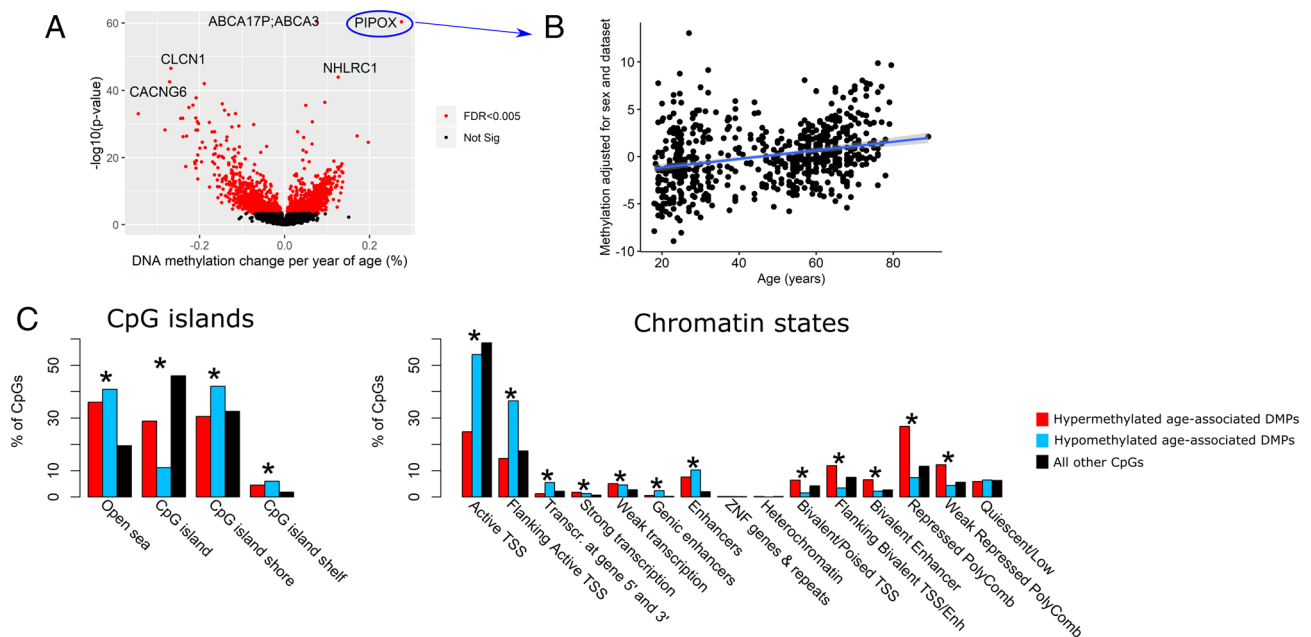 A
60
40
20
0
-log10(p-value)
ABCA17P;ABCA3
PIPOX
CLCN1
NHLRC1
CACNG6
-0.2
0.0
0.2
DNA methylation change per year of age (%)
FDR<0.005
Not Sig
B
10
5
0
-5
-10
Methylation adjusted for sex and dataset
20
40
60
80
Age (years)
C
CpG islands
% of CpGs
50
30
10
0
*
*
*
*
Open sea
CpG island
CpG island shore
CpG island shelf
Chromatin states
% of CpGs
50
30
10
0
*
*
*
*
*
*
*
*
*
*
*
*
Active TSS
Flanking Active TSS
Transcr. at gene 5' and 3'
Strong transcription
Weak transcription
Genic enhancers
Enhancers
ZNF genes & repeats
Heterochromatin
Bivalent/Poised TSS
Flanking Bivalent TSS/Enh
Bivalent Enhancer
Repressed PolyComb
Weak Repressed PolyComb
Quiescent/Low
Hypermethylated age-associated DMPs
Hypomethylated age-associated DMPs
All other CpGs